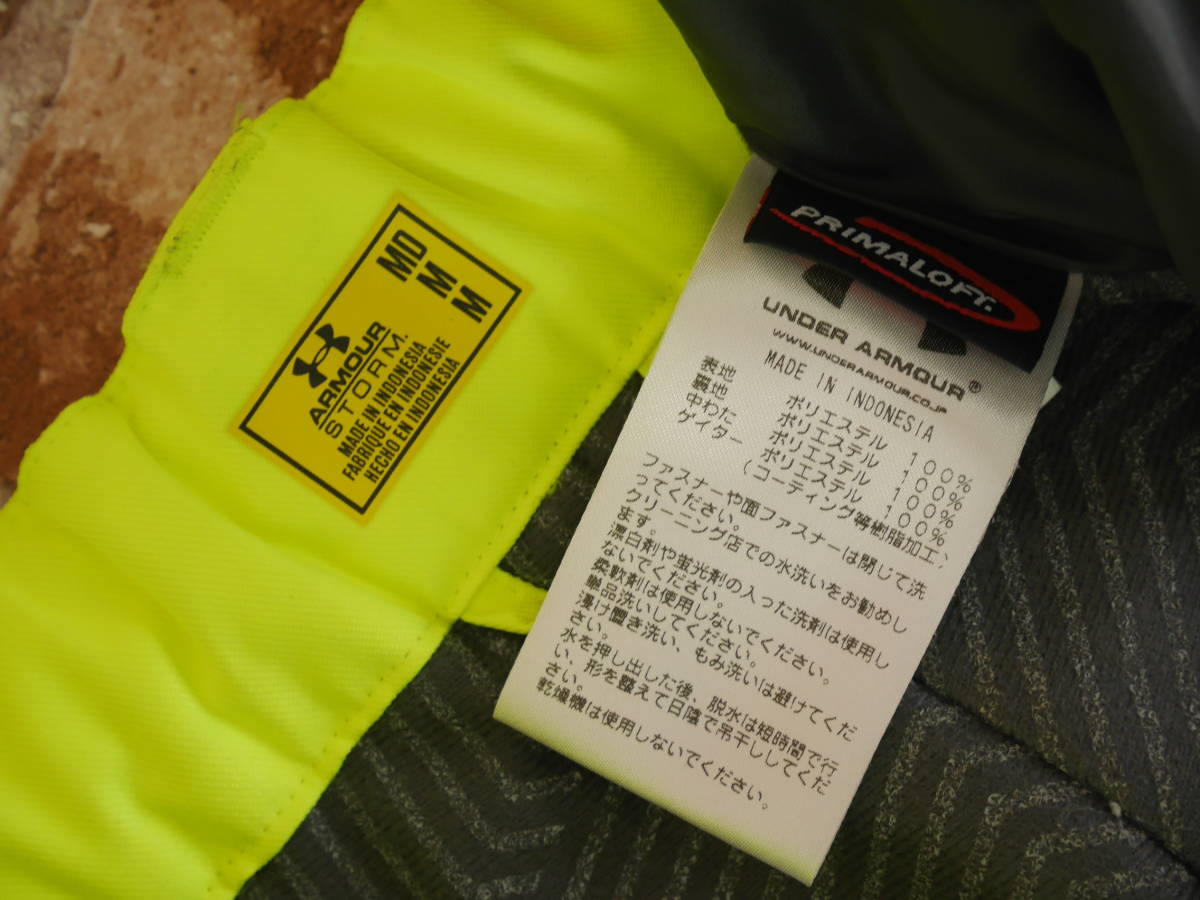 MD
M
M
ARMOUR
STORM.
MADE IN INDONESIA
FABRIQUE EN INDONESIE
HECHO EN INDONESIA
PRIMALOFT.
UNDER ARMOUR®
WWW.UNDERARMOUR.CO.JP
MADE IN INDONESIA
表地 ポリエステル 100%
裏地 ポリエステル 100%
中わた ポリエステル 100%
ゲイター ポリエステル 100%
(コーティング等樹脂加工、
ファスナーや面ファスナーは閉じて洗
ってください。
クリーニング店での水洗いをお勧めし
ます。
漂白剤や蛍光剤の入った洗剤は使用し
ないでください。
柔軟剤は使用しないでください。
単品洗いしてください。
浸け置き洗い、もみ洗いは避けてくだ
さい。
水を押し出した後、脱水は短時間で行
い、形を整えて日陰で吊干ししてくだ
さい。
乾燥機は使用しないでください。